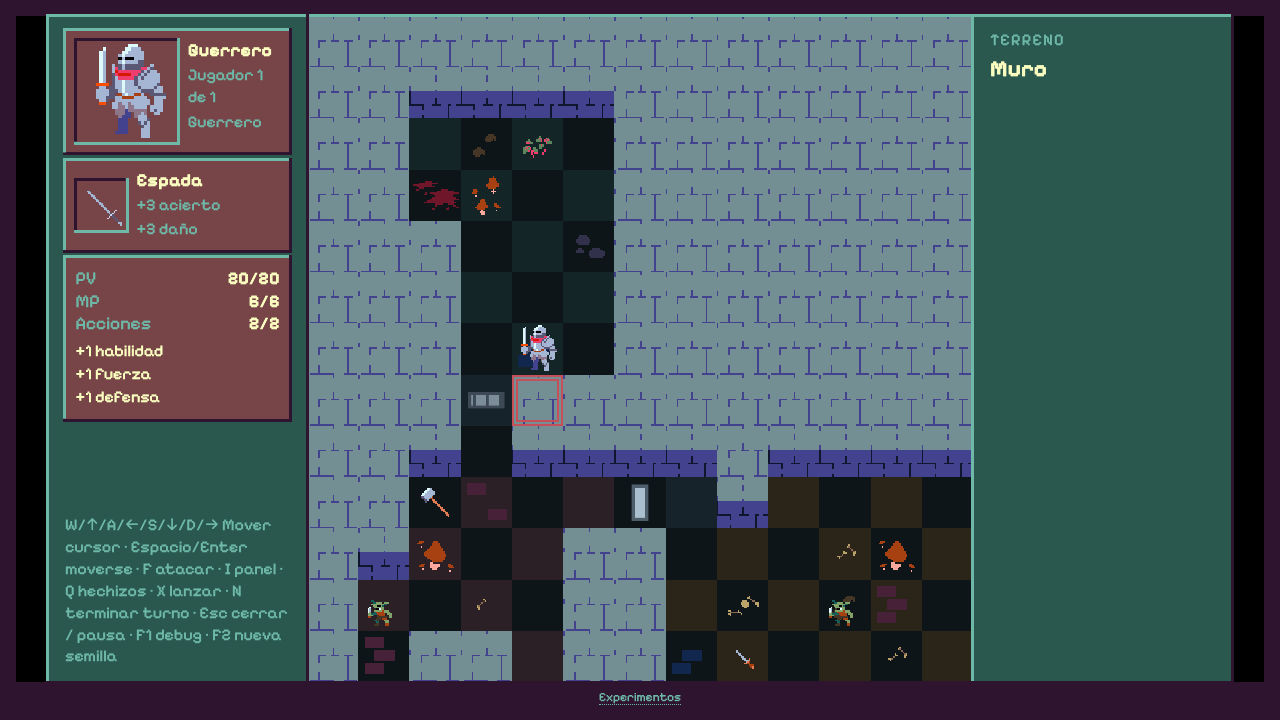 Guerrero
Jugador 1
de 1
Guerrero
Espada
+3 acierto
+3 daño
PV 80/80
MP 6/6
Acciones 8/8
+1 habilidad
+1 fuerza
+1 defensa
W/↑/A/←/S/↓/D/→ Mover
cursor · Espacio/Enter
moverse · F atacar · I panel ·
Q hechizos · X lanzar · N
terminar turno · Esc cerrar
/ pausa · F1 debug · F2 nueva
semilla
TERRENO
Muro
Experimentos